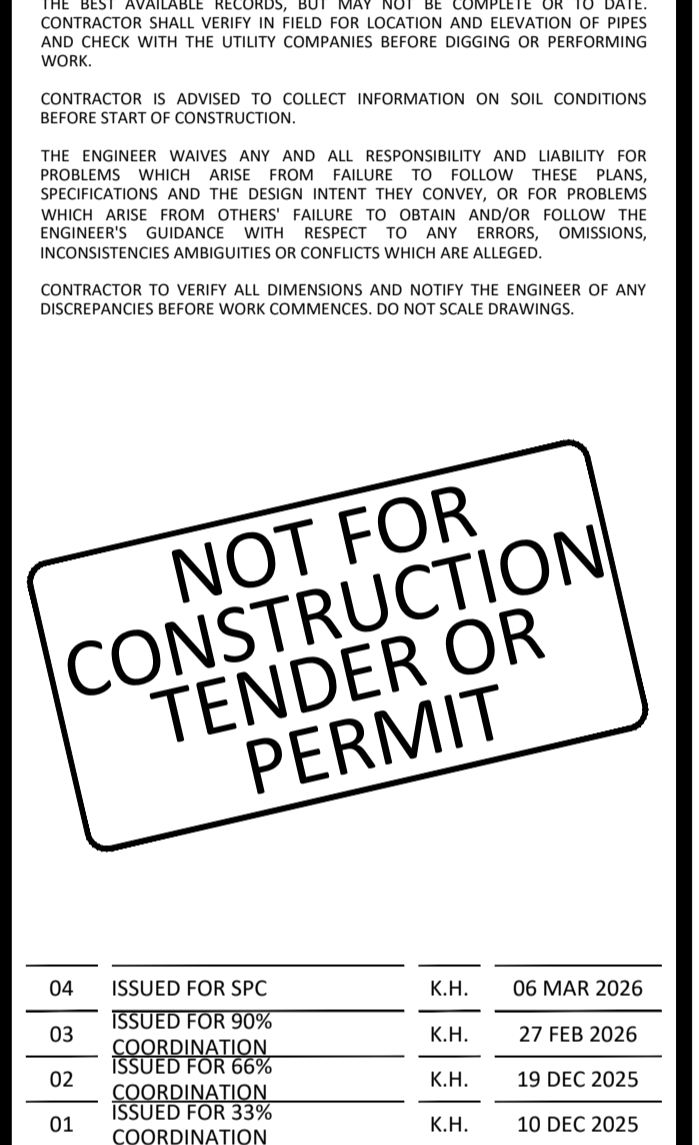 THE BEST AVAILABLE RECORDS, BUT MAY NOT BE COMPLETE OR TO DATE.
CONTRACTOR SHALL VERIFY IN FIELD FOR LOCATION AND ELEVATION OF PIPES
AND CHECK WITH THE UTILITY COMPANIES BEFORE DIGGING OR PERFORMING
WORK.
CONTRACTOR IS ADVISED TO COLLECT INFORMATION ON SOIL CONDITIONS
BEFORE START OF CONSTRUCTION.
THE ENGINEER WAIVES ANY AND ALL RESPONSIBILITY AND LIABILITY FOR
PROBLEMS WHICH ARISE FROM FAILURE TO FOLLOW THESE PLANS,
SPECIFICATIONS AND THE DESIGN INTENT THEY CONVEY, OR FOR PROBLEMS
WHICH ARISE FROM OTHERS' FAILURE TO OBTAIN AND/OR FOLLOW THE
ENGINEER'S GUIDANCE WITH RESPECT TO ANY ERRORS, OMISSIONS,
INCONSISTENCIES AMBIGUITIES OR CONFLICTS WHICH ARE ALLEGED.
CONTRACTOR TO VERIFY ALL DIMENSIONS AND NOTIFY THE ENGINEER OF ANY
DISCREPANCIES BEFORE WORK COMMENCES. DO NOT SCALE DRAWINGS.
NOT FOR
CONSTRUCTION
TENDER OR
PERMIT
04 ISSUED FOR SPC K.H. 06 MAR 2026
03 ISSUED FOR 90% K.H. 27 FEB 2026
COORDINATION
02 ISSUED FOR 66% K.H. 19 DEC 2025
COORDINATION
01 ISSUED FOR 33% K.H. 10 DEC 2025
COORDINATION